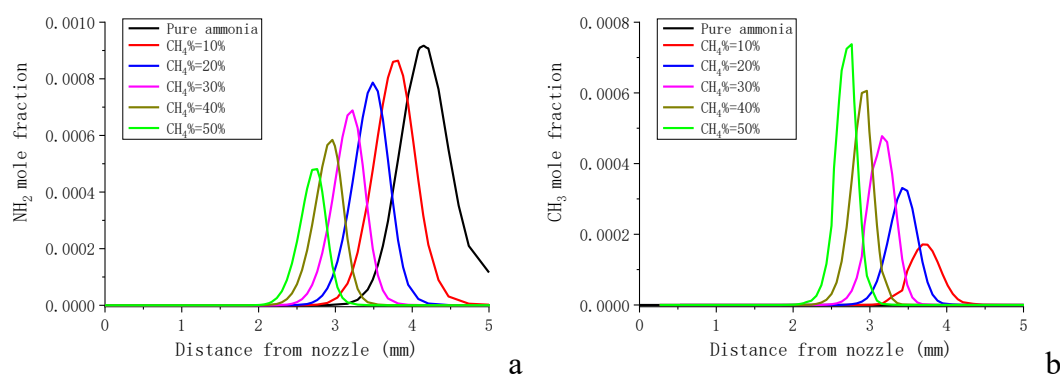 0.0010
0.0008
0.0006
0.0004
0.0002
0.0000
NH₂ mole fraction
Pure ammonia
CH₄%=10%
CH₄%=20%
CH₄%=30%
CH₄%=40%
CH₄%=50%
0 1 2 3 4 5
Distance from nozzle (mm)
a
0.0008
0.0006
0.0004
0.0002
0.0000
CH₃ mole fraction
Pure ammonia
CH₄%=10%
CH₄%=20%
CH₄%=30%
CH₄%=40%
CH₄%=50%
0 1 2 3 4 5
Distance from nozzle (mm)
b